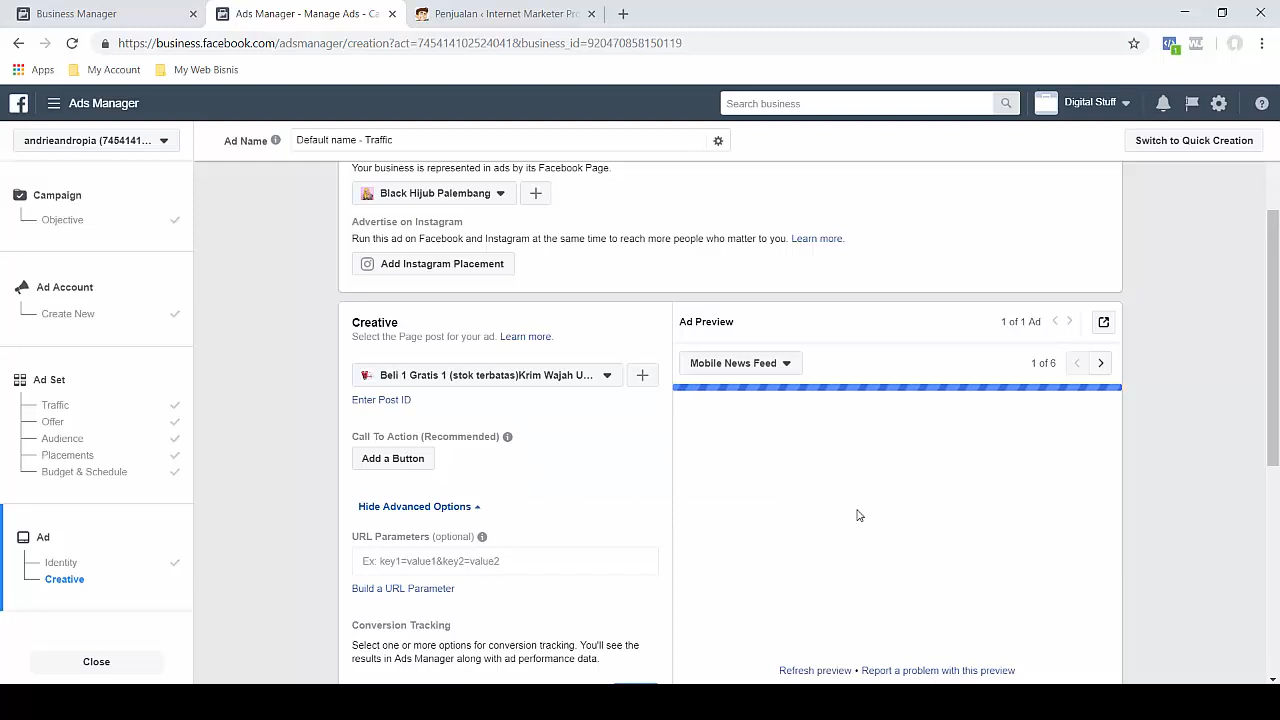 Business Manager
Ads Manager - Manage Ads - Ca
Penjualan ‹ Internet Marketer Pro
https://business.facebook.com/adsmanager/creation?act=745414102524041&business_id=920470858150119
Apps
My Account
My Web Bisnis
Ads Manager
Search business
Digital Stuff
andrieandropia (7454141...
Ad Name
Default name - Traffic
Switch to Quick Creation
Campaign
Objective
Ad Account
Create New
Ad Set
Traffic
Offer
Audience
Placements
Budget & Schedule
Ad
Identity
Creative
Close
Your business is represented in ads by its Facebook Page.
Black Hijub Palembang
Advertise on Instagram
Run this ad on Facebook and Instagram at the same time to reach more people who matter to you. Learn more.
Add Instagram Placement
Creative
Select the Page post for your ad. Learn more.
Beli 1 Gratis 1 (stok terbatas)Krim Wajah U...
Enter Post ID
Call To Action (Recommended)
Add a Button
Hide Advanced Options
URL Parameters (optional)
Ex: key1=value1&key2=value2
Build a URL Parameter
Conversion Tracking
Select one or more options for conversion tracking. You'll see the
results in Ads Manager along with ad performance data.
Ad Preview
1 of 1 Ad
Mobile News Feed
1 of 6
Refresh preview • Report a problem with this preview